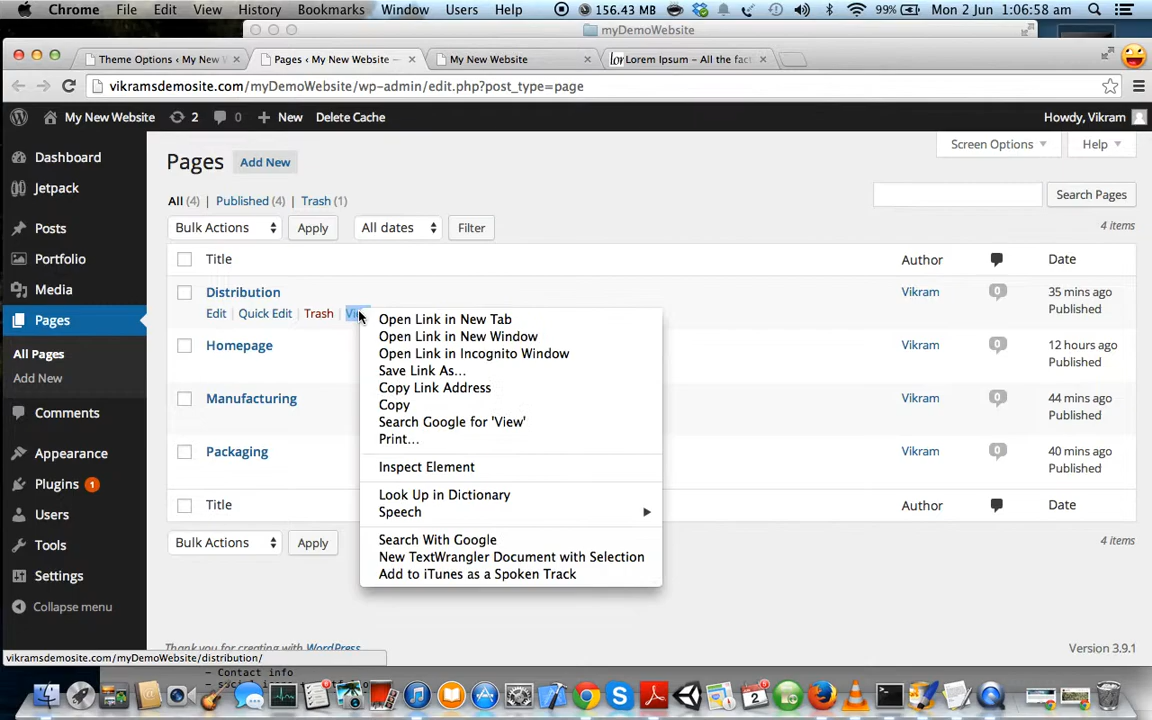 Chrome File Edit View History Bookmarks Window Users Help 156.43 MB 99% Mon 2 Jun 1:06:58 am
myDemoWebsite
Theme Options ‹ My New W Pages ‹ My New Website — My New Website Lorem Ipsum – All the fact
vikramsdemosite.com/myDemoWebsite/wp-admin/edit.php?post_type=page
My New Website 2 0 New Delete Cache Howdy, Vikram
Dashboard
Jetpack
Posts
Portfolio
Media
Pages
All Pages
Add New
Comments
Appearance
Plugins 1
Users
Tools
Settings
Collapse menu
Screen Options Help
Pages Add New
All (4) | Published (4) | Trash (1)
Search Pages
Bulk Actions Apply All dates Filter 4 items
Title Author Date
Distribution Vikram 0 35 mins ago
Edit | Quick Edit | Trash | View Published
Homepage Vikram 0 12 hours ago
Published
Manufacturing Vikram 0 44 mins ago
Published
Packaging Vikram 0 40 mins ago
Published
Title Author Date
Bulk Actions Apply 4 items
Open Link in New Tab
Open Link in New Window
Open Link in Incognito Window
Save Link As...
Copy Link Address
Copy
Search Google for 'View'
Print...
Inspect Element
Look Up in Dictionary
Speech
Search With Google
New TextWrangler Document with Selection
Add to iTunes as a Spoken Track
Thank you for creating with WordPress. Version 3.9.1
vikramsdemosite.com/myDemoWebsite/distribution/
- Contact info